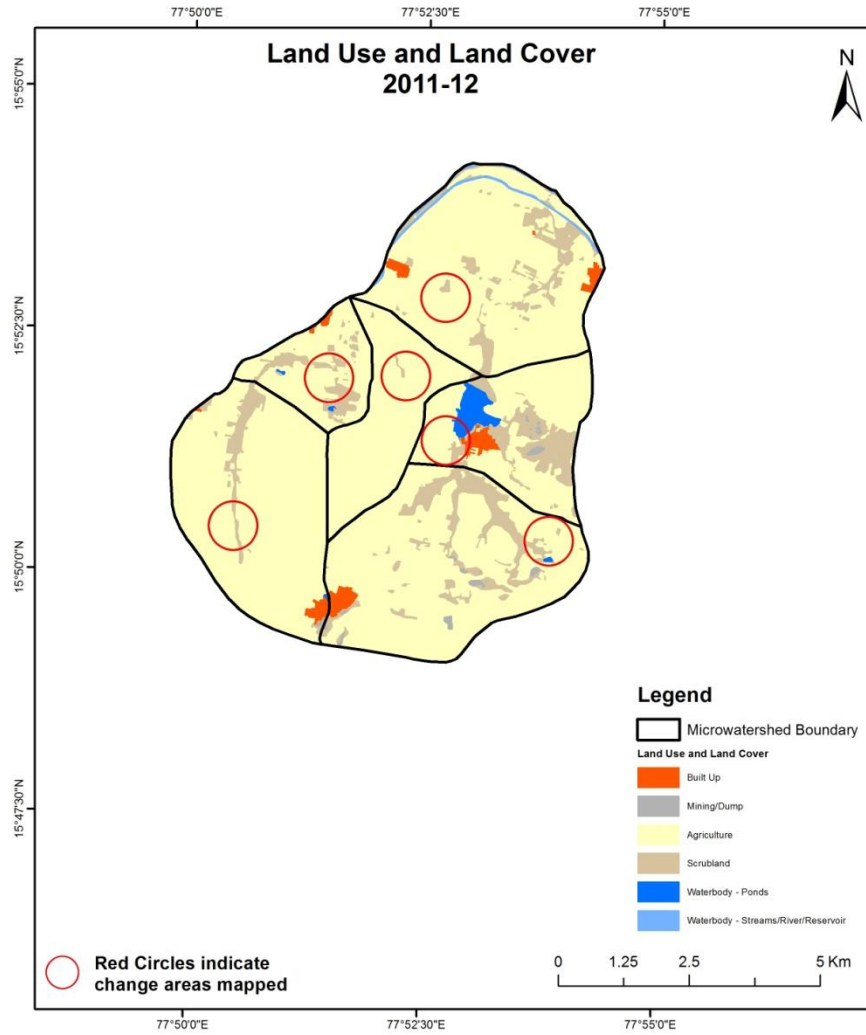 77°50'0"E
77°52'30"E
77°55'0"E
Land Use and Land Cover
2011-12
N
15°55'0"N
15°55'0"N
15°52'30"N
15°50'0"N
15°47'30"N
Legend
Microwatershed Boundary
Land Use and Land Cover
Built Up
Mining/Dump
Agriculture
Scrubland
Waterbody - Ponds
Waterbody - Streams/River/Reservoir
Red Circles indicate
change areas mapped
0 1.25 2.5 5 Km
77°50'0"E
77°52'30"E
77°55'0"E